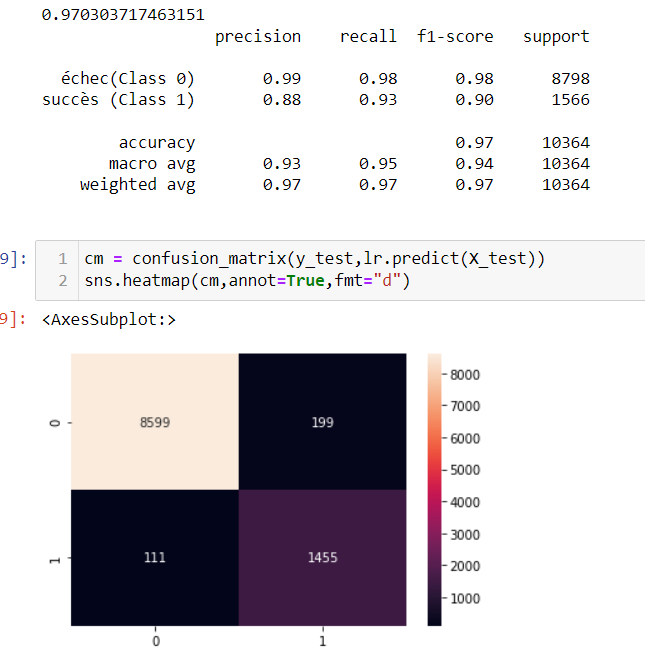 0.970303717463151
precision recall f1-score support
échec(Class 0) 0.99 0.98 0.98 8798
succès (Class 1) 0.88 0.93 0.90 1566
accuracy 0.97 10364
macro avg 0.93 0.95 0.94 10364
weighted avg 0.97 0.97 0.97 10364
9]: 1 cm = confusion_matrix(y_test,lr.predict(X_test))
2 sns.heatmap(cm,annot=True,fmt="d")
9]: <AxesSubplot:>
8000
7000
6000
5000
4000
3000
2000
1000
0 8599 199
1 111 1455
0 1